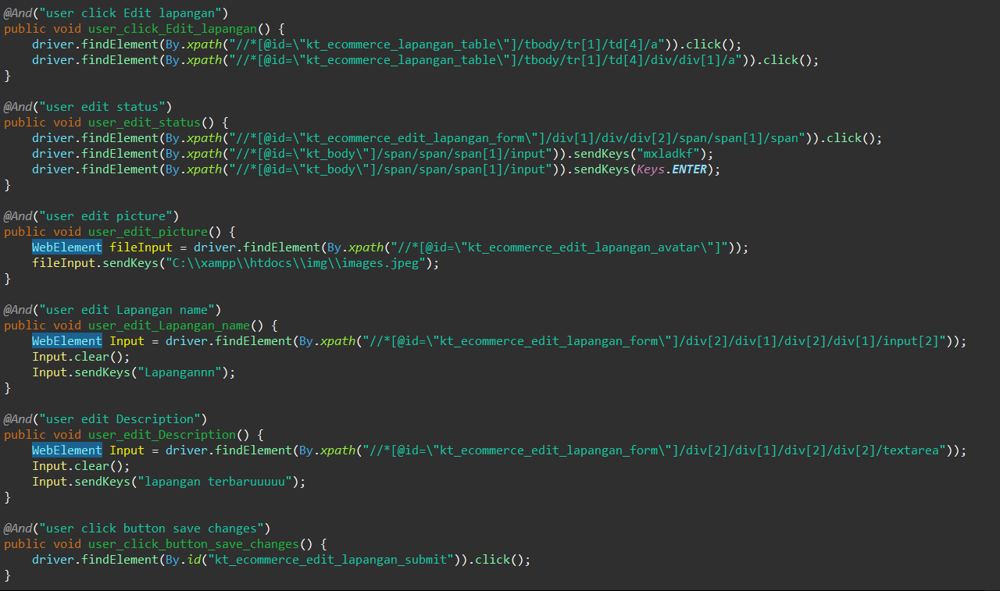 @And("user click Edit lapangan")
public void user_click_Edit_lapangan() {
    driver.findElement(By.xpath("//*[@id=\"kt_ecommerce_lapangan_table\"]/tbody/tr[1]/td[4]/a")).click();
    driver.findElement(By.xpath("//*[@id=\"kt_ecommerce_lapangan_table\"]/tbody/tr[1]/td[4]/div/div[1]/a")).click();
}

@And("user edit status")
public void user_edit_status() {
    driver.findElement(By.xpath("//*[@id=\"kt_ecommerce_edit_lapangan_form\"]/div[1]/div/div[2]/span/span[1]/span")).click();
    driver.findElement(By.xpath("//*[@id=\"kt_body\"]/span/span/span[1]/input")).sendKeys("mxladkf");
    driver.findElement(By.xpath("//*[@id=\"kt_body\"]/span/span/span[1]/input")).sendKeys(Keys.ENTER);
}

@And("user edit picture")
public void user_edit_picture() {
    WebElement fileInput = driver.findElement(By.xpath("//*[@id=\"kt_ecommerce_edit_lapangan_avatar\"]"));
    fileInput.sendKeys("C:\\xampp\\htdocs\\img\\images.jpeg");
}

@And("user edit Lapangan name")
public void user_edit_Lapangan_name() {
    WebElement Input = driver.findElement(By.xpath("//*[@id=\"kt_ecommerce_edit_lapangan_form\"]/div[2]/div[1]/div[2]/div[1]/input[2]"));
    Input.clear();
    Input.sendKeys("Lapangannn");
}

@And("user edit Description")
public void user_edit_Description() {
    WebElement Input = driver.findElement(By.xpath("//*[@id=\"kt_ecommerce_edit_lapangan_form\"]/div[2]/div[1]/div[2]/div[2]/textarea"));
    Input.clear();
    Input.sendKeys("lapangan terbaruuuuu");
}

@And("user click button save changes")
public void user_click_button_save_changes() {
    driver.findElement(By.id("kt_ecommerce_edit_lapangan_submit")).click();
}